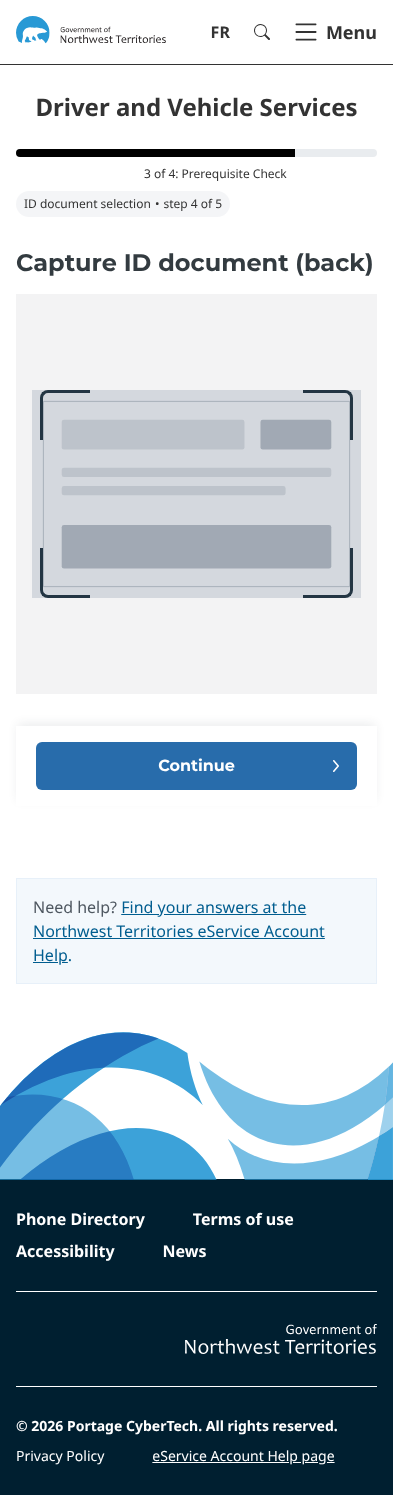 Government of
Northwest Territories
FR
Menu
Driver and Vehicle Services
3 of 4: Prerequisite Check
ID document selection • step 4 of 5
Capture ID document (back)
Continue
Need help? Find your answers at the
Northwest Territories eService Account
Help.
Phone Directory
Terms of use
Accessibility
News
Government of
Northwest Territories
© 2026 Portage CyberTech. All rights reserved.
Privacy Policy
eService Account Help page